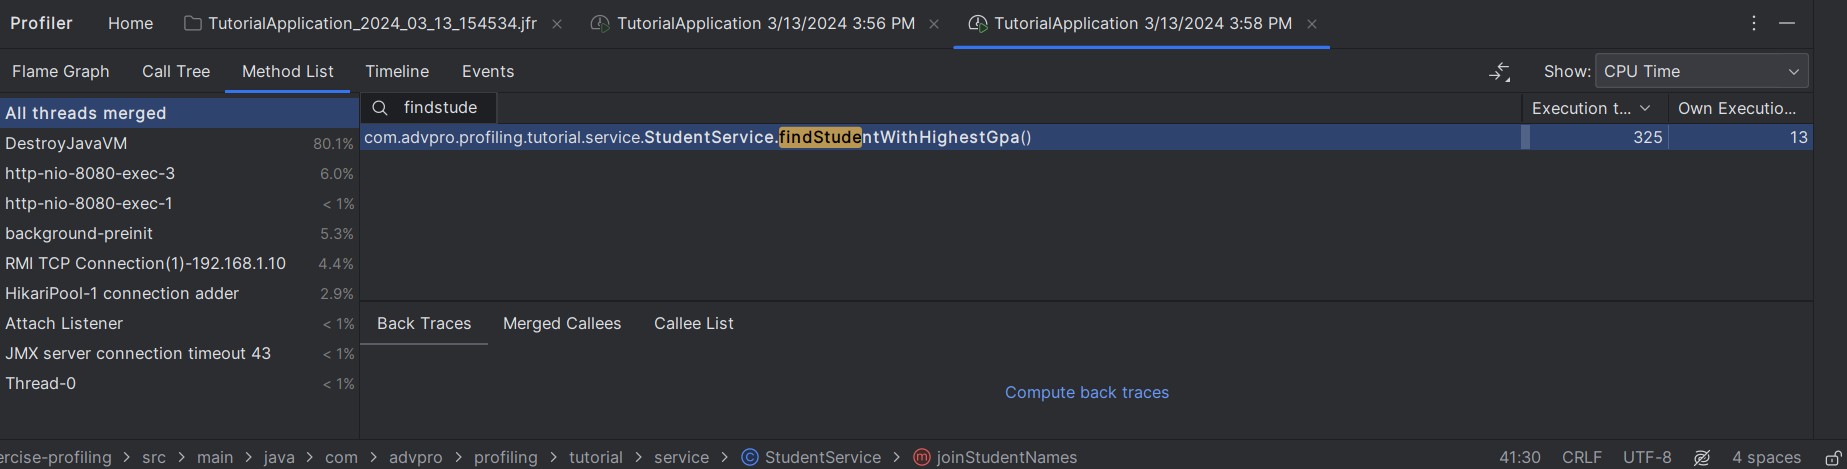 Profiler Home TutorialApplication_2024_03_13_154534.jfr × TutorialApplication 3/13/2024 3:56 PM × TutorialApplication 3/13/2024 3:58 PM ×
Flame Graph Call Tree Method List Timeline Events Show: CPU Time
All threads merged
DestroyJavaVM 80.1%
http-nio-8080-exec-3 6.0%
http-nio-8080-exec-1 < 1%
background-preinit 5.3%
RMI TCP Connection(1)-192.168.1.10 4.4%
HikariPool-1 connection adder 2.9%
Attach Listener < 1%
JMX server connection timeout 43 < 1%
Thread-0 < 1%
findstude Execution t... Own Executio...
com.advpro.profiling.tutorial.service.StudentService.findStudentWithHighestGpa() 325 13
Back Traces Merged Callees Callee List
Compute back traces
ercise-profiling > src > main > java > com > advpro > profiling > tutorial > service > StudentService > joinStudentNames 41:30 CRLF UTF-8 4 spaces